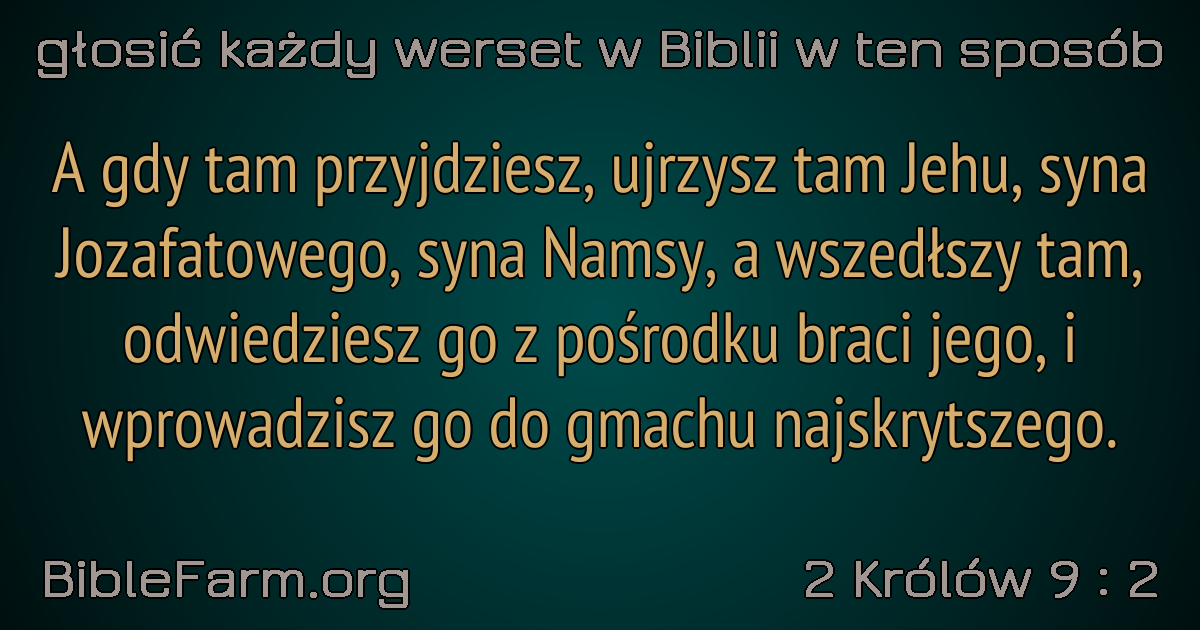 głosić każdy werset w Biblii w ten sposób
A gdy tam przyjdziesz, ujrzysz tam Jehu, syna
Jozafatowego, syna Namsy, a wszedłszy tam,
odwiedziesz go z pośrodku braci jego, i
wprowadzisz go do gmachu najskrytszego.
BibleFarm.org
2 Królów 9 : 2